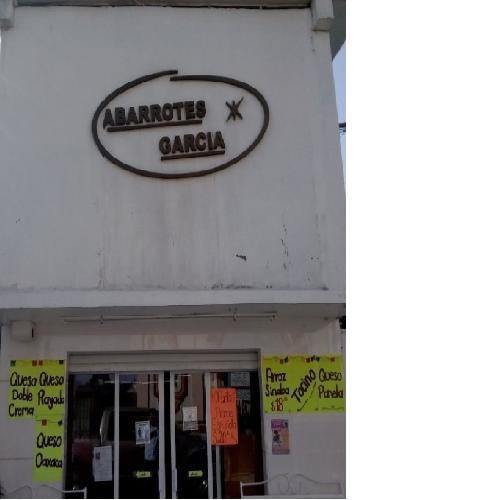 ABARROTES
GARCIA
Queso
Doble
Crema
Queso
Rayado
Queso
Oaxaca
Arroz
Sinaloa
$18
Tocino
Queso
Panela